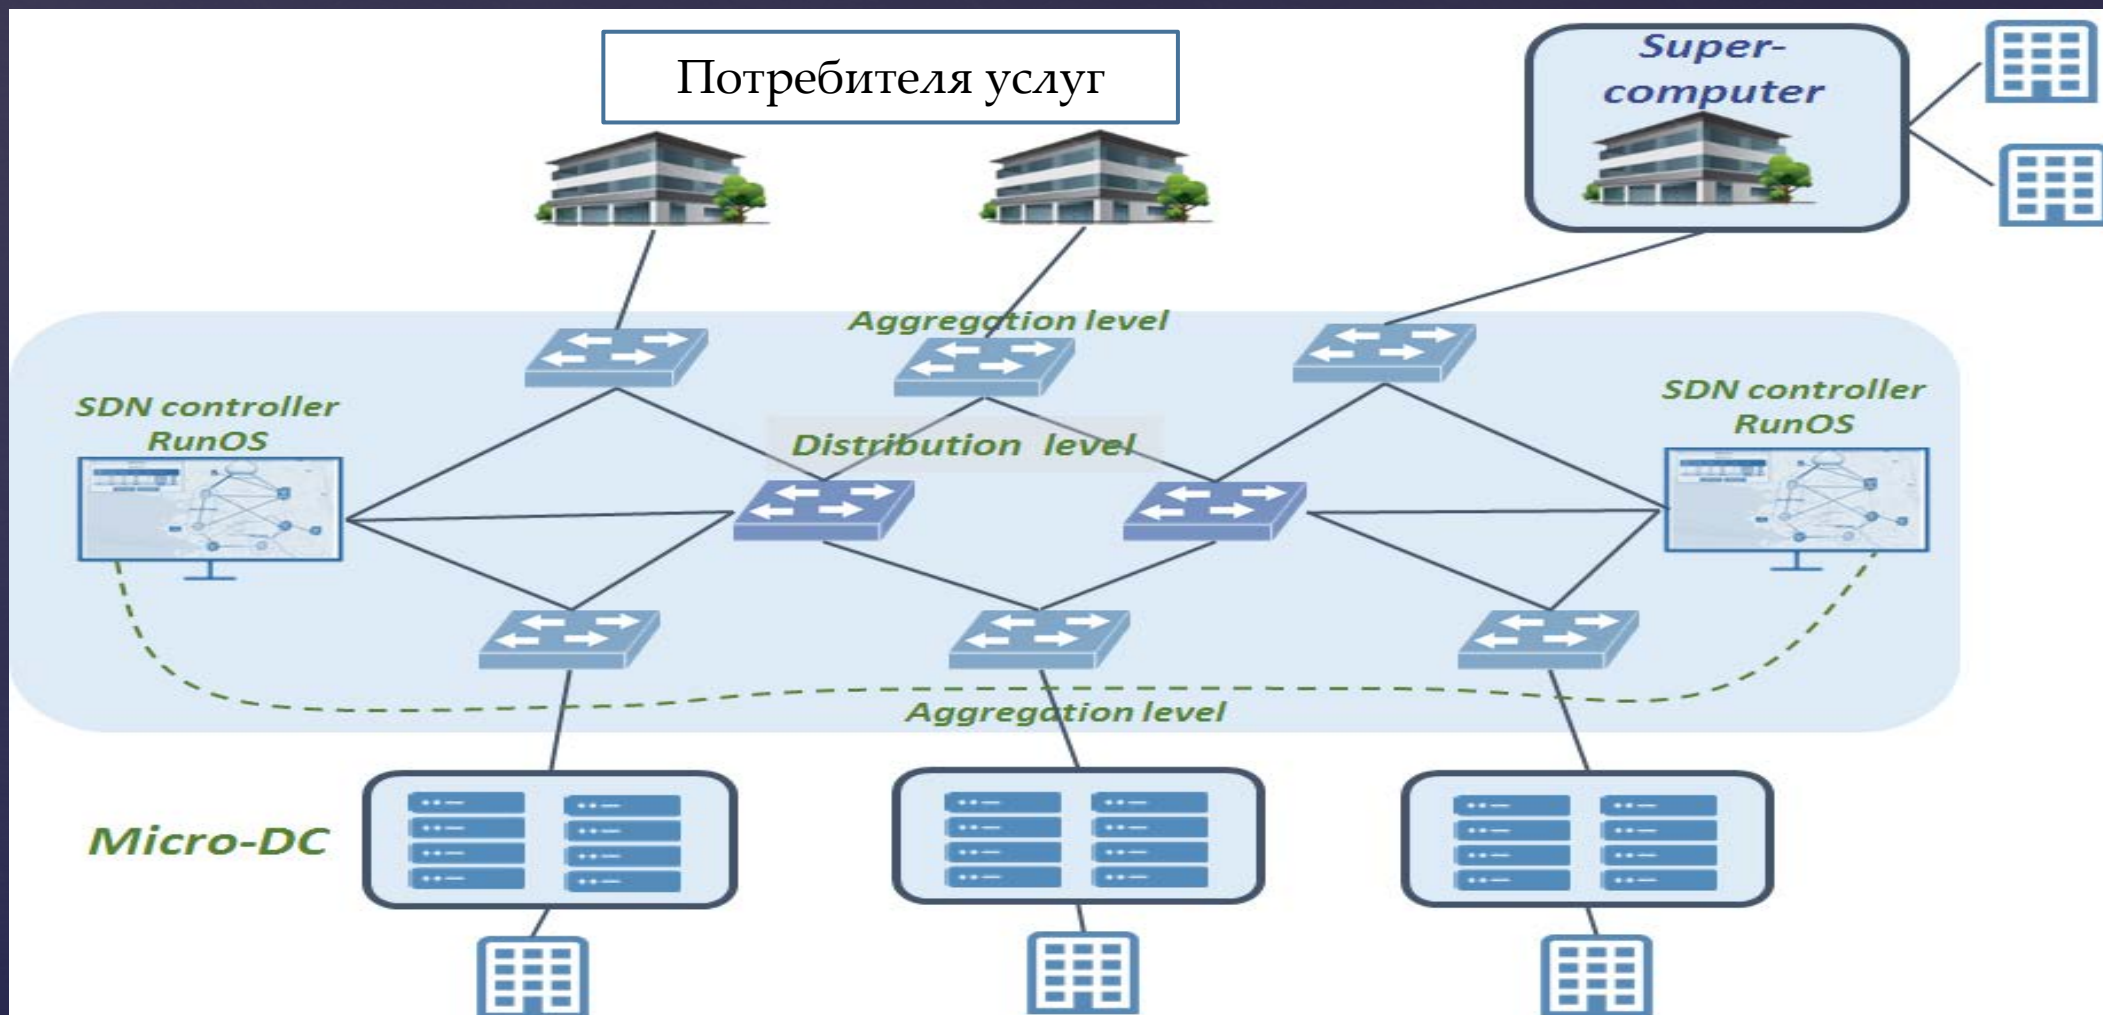 Потребителя услуг
Super-
computer
Aggregation level
SDN controller
RunOS
SDN controller
RunOS
Distribution level
Aggregation level
Micro-DC